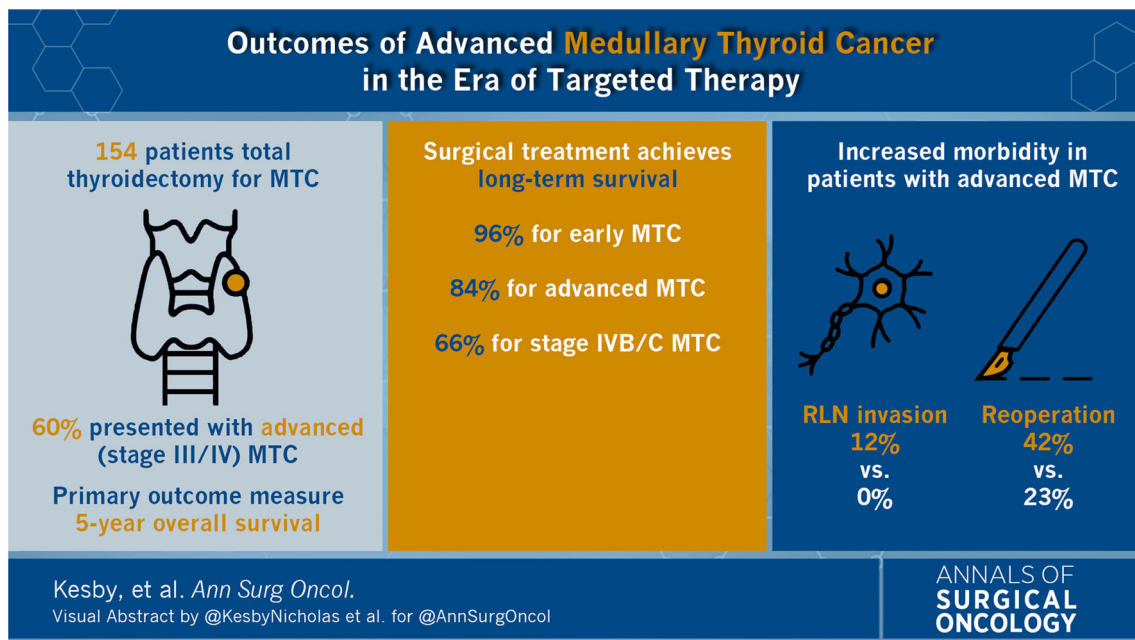 Outcomes of Advanced Medullary Thyroid Cancer
in the Era of Targeted Therapy
154 patients total
thyroidectomy for MTC
60% presented with advanced
(stage III/IV) MTC
Primary outcome measure
5-year overall survival
Surgical treatment achieves
long-term survival
96% for early MTC
84% for advanced MTC
66% for stage IVB/C MTC
Increased morbidity in
patients with advanced MTC
RLN invasion
12%
vs.
0%
Reoperation
42%
vs.
23%
Kesby, et al. Ann Surg Oncol.
Visual Abstract by @KesbyNicholas et al. for @AnnSurgOncol
ANNALS OF
SURGICAL
ONCOLOGY